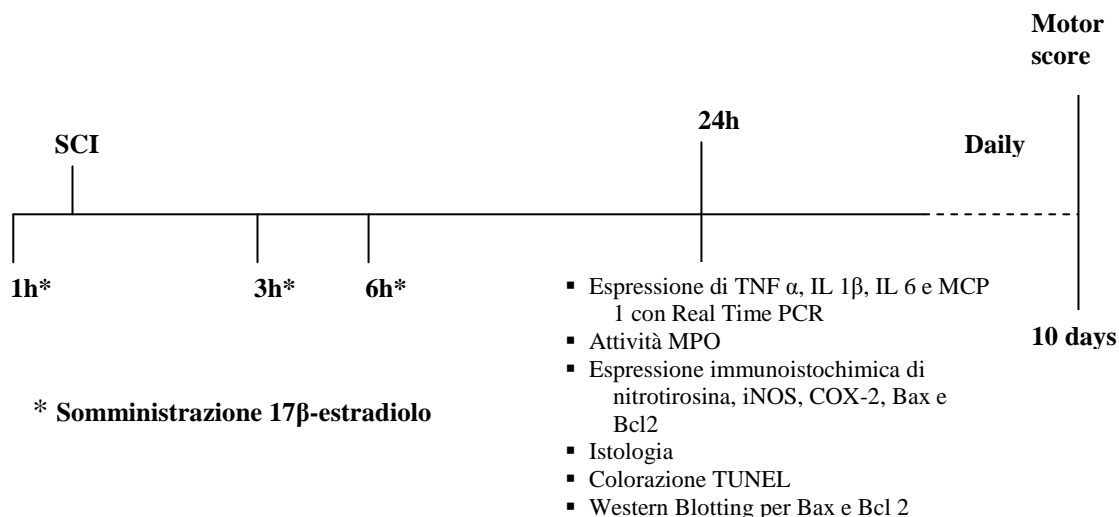 Motor
score
24h
SCI
Daily
1h*
3h*
6h*
▪ Espressione di TNF α, IL 1β, IL 6 e MCP
1 con Real Time PCR
▪ Attività MPO
10 days
▪ Espressione immunoistochimica di
nitrotirosina, iNOS, COX-2, Bax e
Bcl2
* Somministrazione 17β-estradiolo
▪ Istologia
▪ Colorazione TUNEL
▪ Western Blotting per Bax e Bcl 2